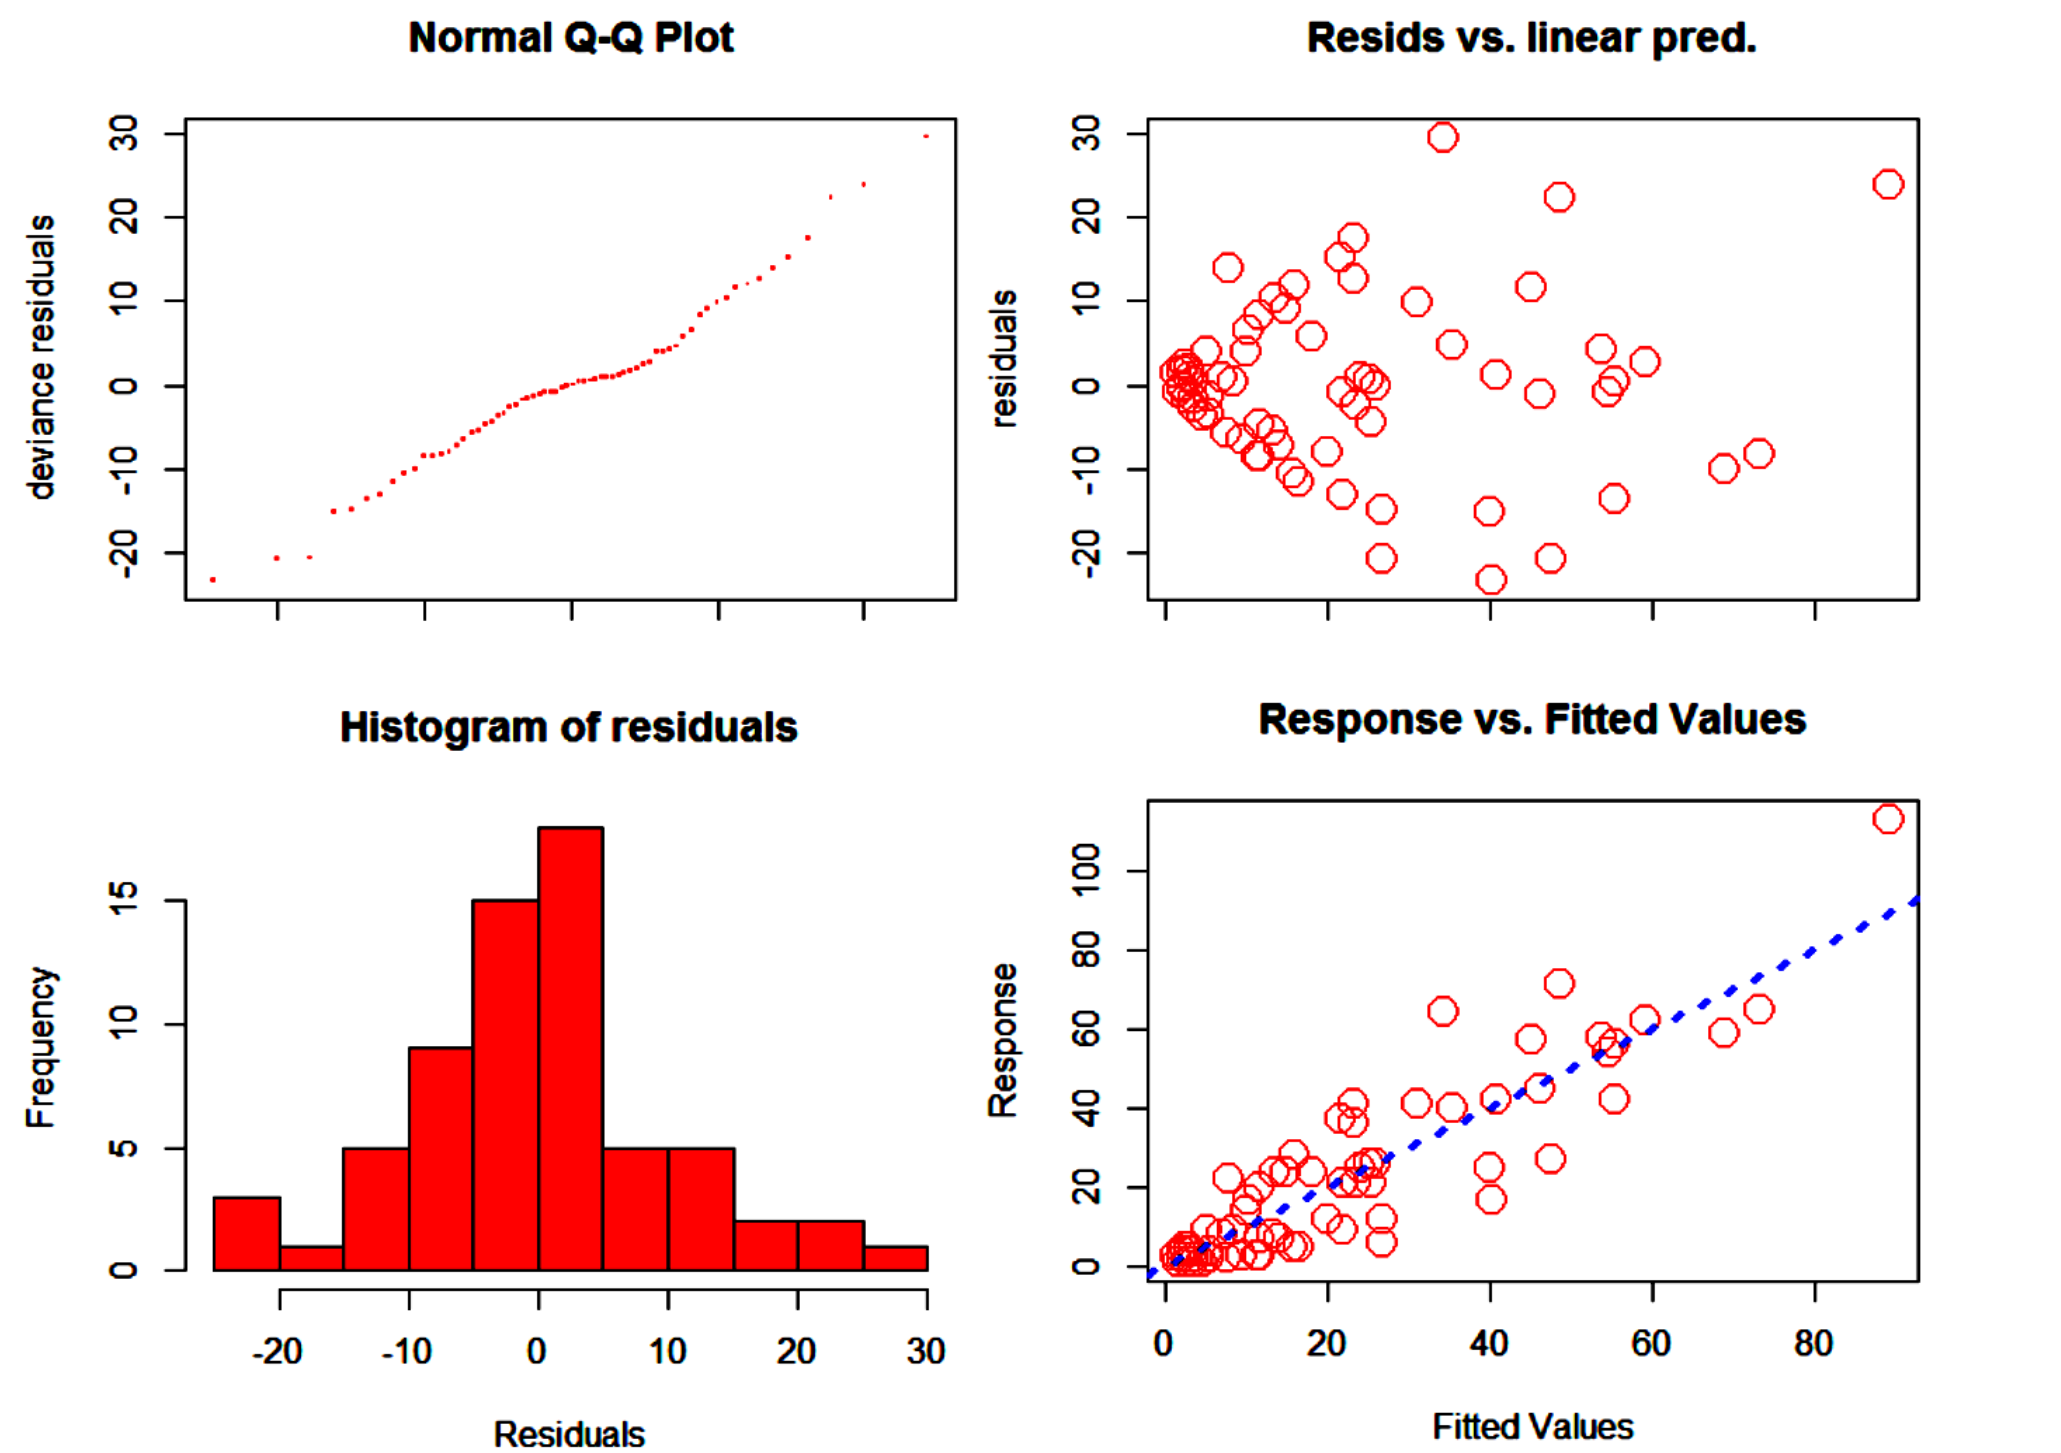 Normal Q-Q Plot
deviance residuals
30
20
10
0
-10
-20
Resids vs. linear pred.
residuals
30
20
10
0
-10
-20
Histogram of residuals
Frequency
15
10
5
0
-20 -10 0 10 20 30
Residuals
Response vs. Fitted Values
Response
100
80
60
40
20
0
0 20 40 60 80
Fitted Values